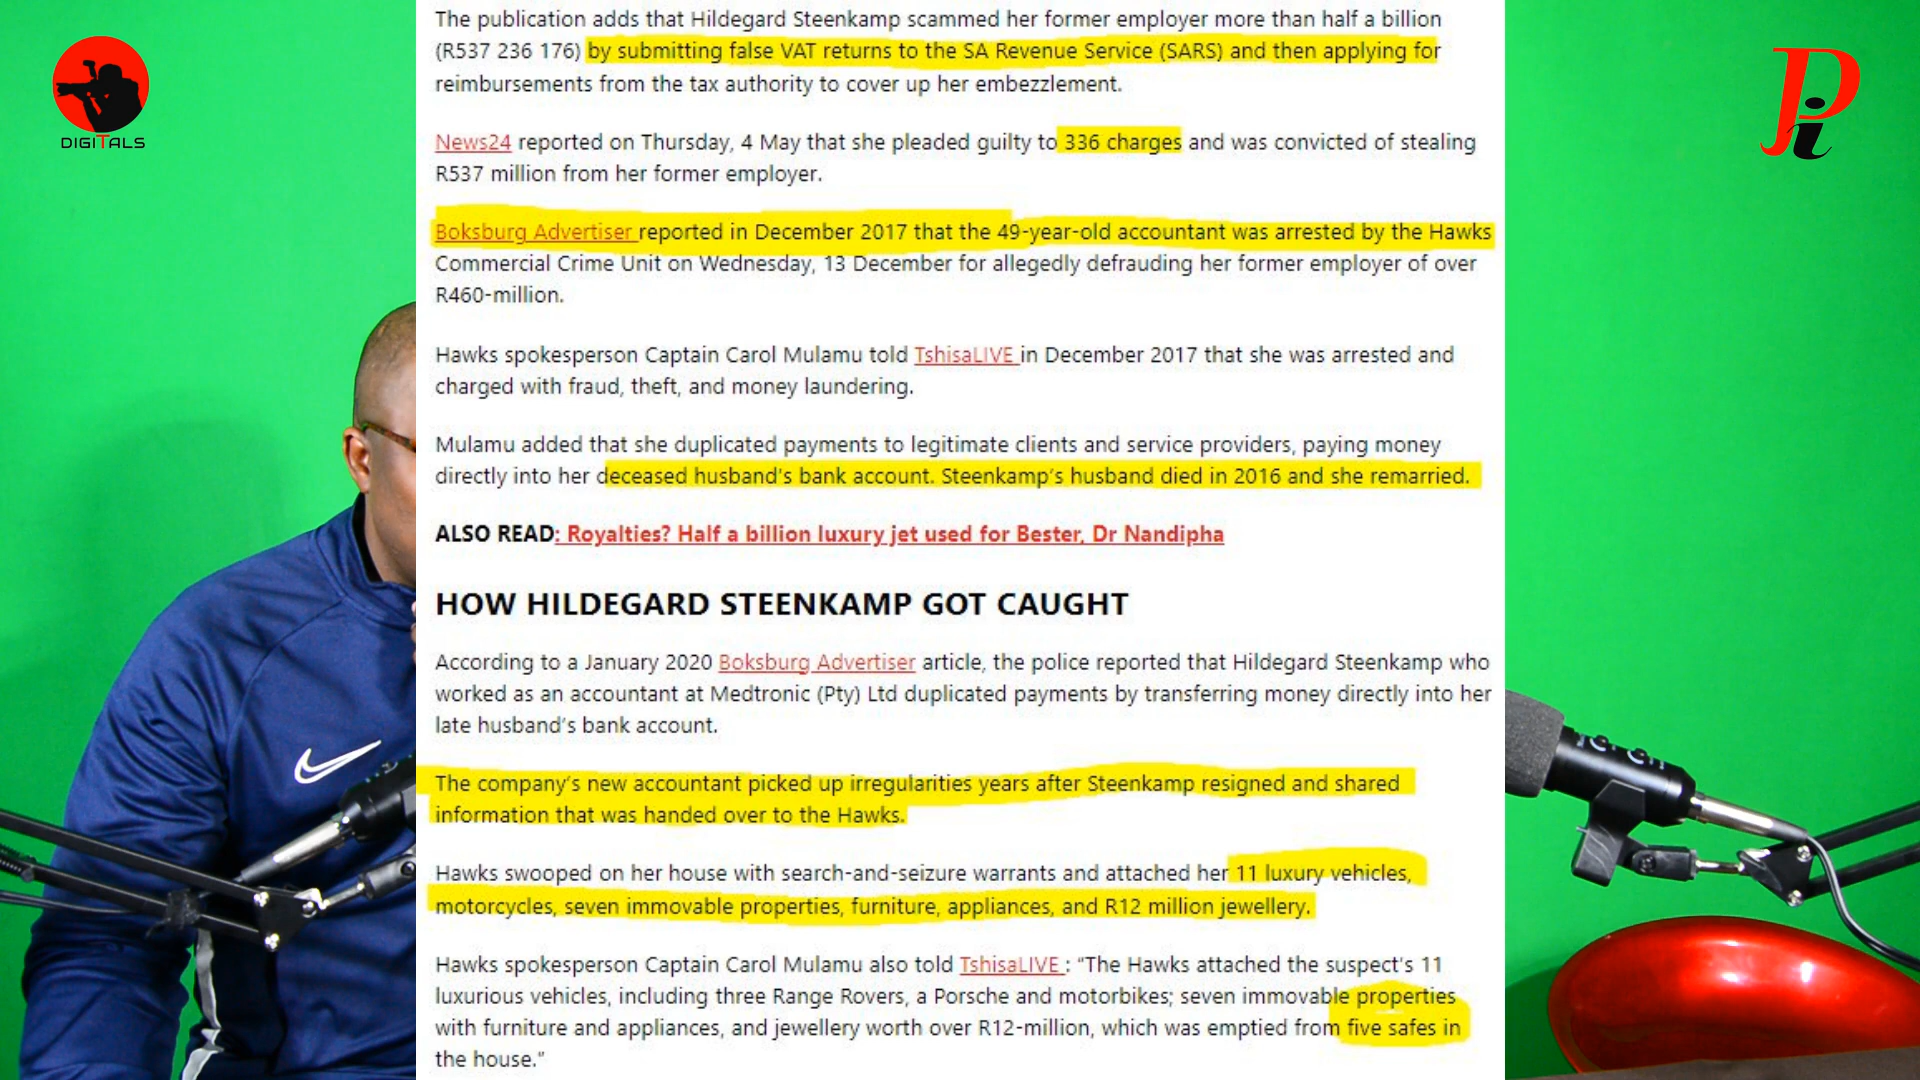 The publication adds that Hildegard Steenkamp scammed her former employer more than half a billion
(R537 236 176) by submitting false VAT returns to the SA Revenue Service (SARS) and then applying for
reimbursements from the tax authority to cover up her embezzlement.
DIGITALS
Pi
News24 reported on Thursday, 4 May that she pleaded guilty to 336 charges and was convicted of stealing
R537 million from her former employer.
Boksburg Advertiser reported in December 2017 that the 49-year-old accountant was arrested by the Hawks
Commercial Crime Unit on Wednesday, 13 December for allegedly defrauding her former employer of over
R460-million.
Hawks spokesperson Captain Carol Mulamu told TshisaLIVE in December 2017 that she was arrested and
charged with fraud, theft, and money laundering.
Mulamu added that she duplicated payments to legitimate clients and service providers, paying money
directly into her deceased husband's bank account. Steenkamp's husband died in 2016 and she remarried.
ALSO READ: Royalties? Half a billion luxury jet used for Bester, Dr Nandipha
HOW HILDEGARD STEENKAMP GOT CAUGHT
According to a January 2020 Boksburg Advertiser article, the police reported that Hildegard Steenkamp who
worked as an accountant at Medtronic (Pty) Ltd duplicated payments by transferring money directly into her
late husband's bank account.
The company's new accountant picked up irregularities years after Steenkamp resigned and shared
information that was handed over to the Hawks.
Hawks swooped on her house with search-and-seizure warrants and attached her 11 luxury vehicles,
motorcycles, seven immovable properties, furniture, appliances, and R12 million jewellery.
Hawks spokesperson Captain Carol Mulamu also told TshisaLIVE : “The Hawks attached the suspect's 11
luxurious vehicles, including three Range Rovers, a Porsche and motorbikes; seven immovable properties
with furniture and appliances, and jewellery worth over R12-million, which was emptied from five safes in
the house.”